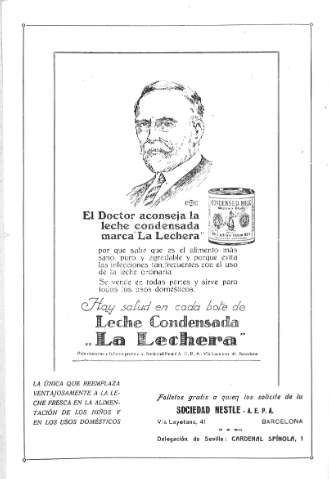 El Doctor aconseja la
leche condensada
marca "La Lechera"
CONDENSED MILK
por que sabe que es el alimento más
sano, puro y agradable y porque evita
las infecciones tan frecuentes con el uso
de la leche ordinaria.
Se vende en todas partes y sirve para
todos los usos domésticos.
Hay salud en cada bote de
Leche Condensada
„La Lechera"
LA ÚNICA QUE REEMPLAZA
VENTAJOSAMENTE A LA LE-
CHE FRESCA EN LA ALIMEN-
TACIÓN DE LOS NIÑOS Y
EN LOS USOS DOMÉSTICOS
Folletos gratis a quien los solicite de la
SOCIEDAD NESTLE - A. E. P. A.
Vía Layetana, 41 BARCELONA
Delegación de Sevilla: CARDENAL SPÍNOLA, 1